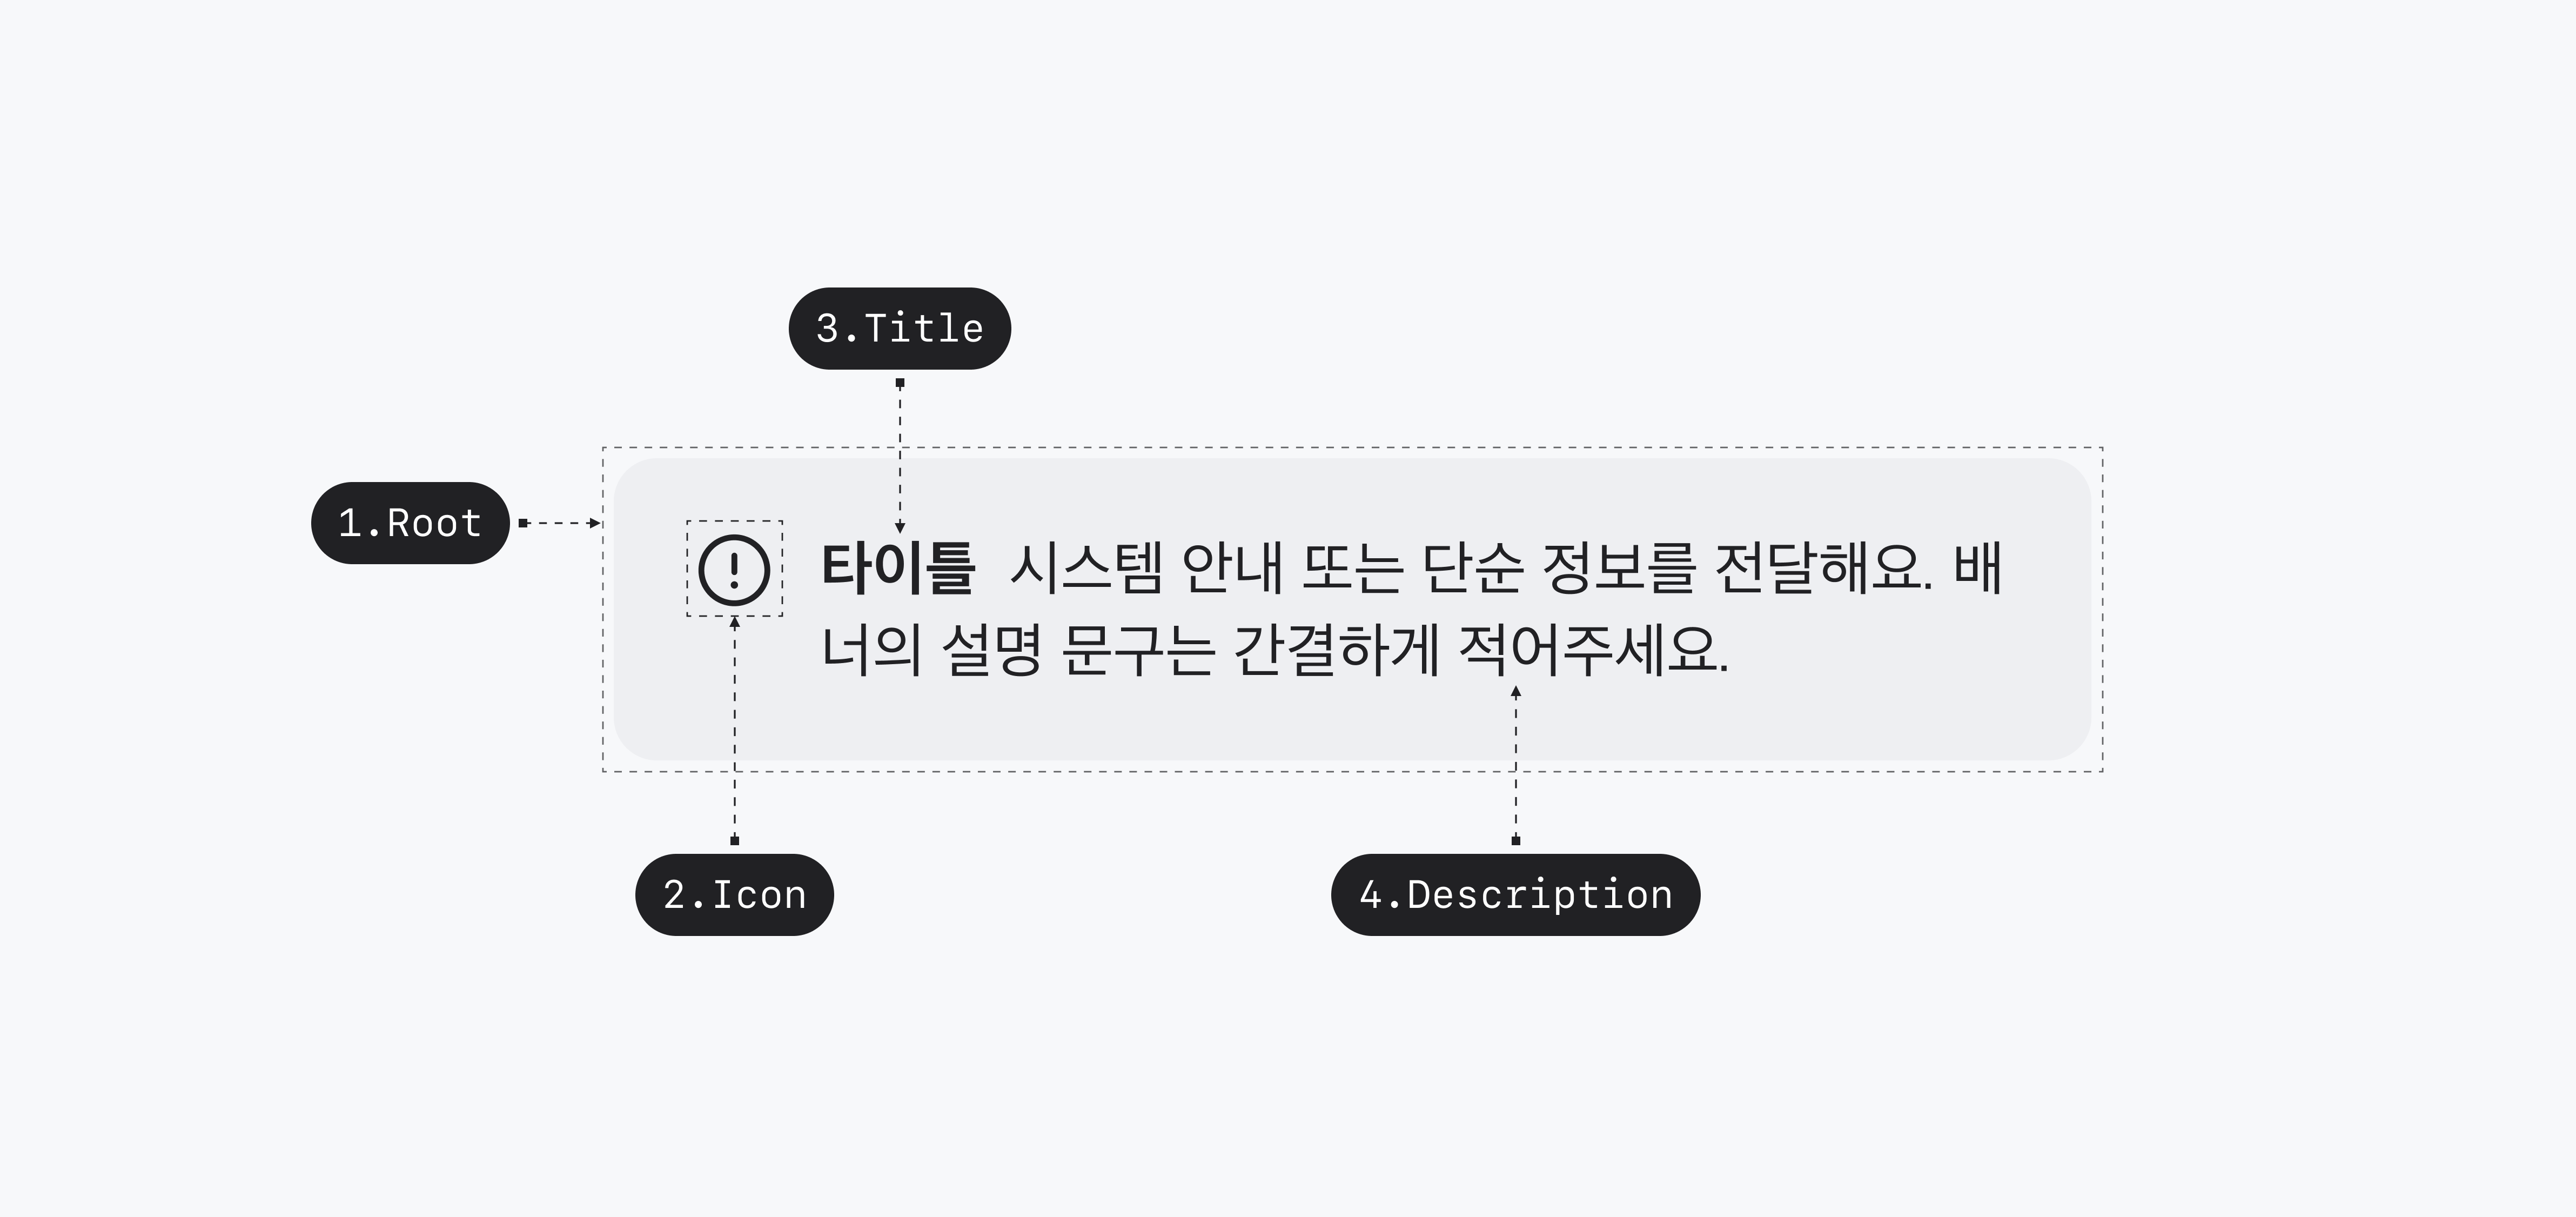 3.Title
1.Root
타이틀 시스템 안내 또는 단순 정보를 전달해요. 배
너의 설명 문구는 간결하게 적어주세요.
2.Icon
4.Description